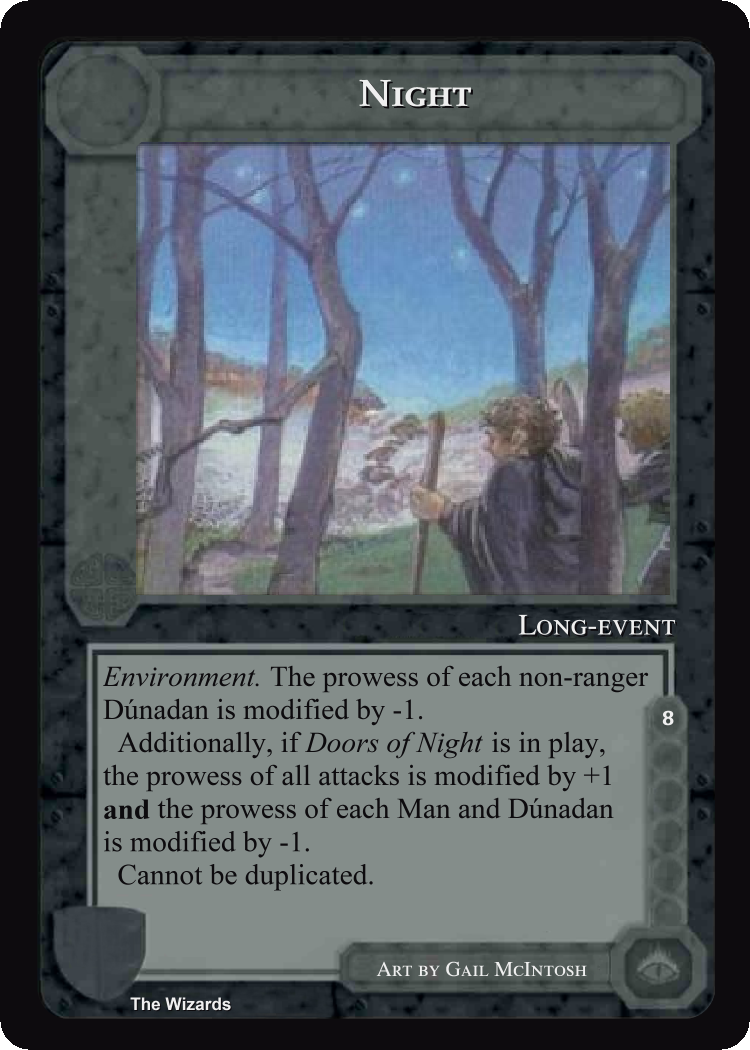 Night
Long-event
Environment. The prowess of each non-ranger
Dúnadan is modified by -1.
Additionally, if Doors of Night is in play,
the prowess of all attacks is modified by +1
and the prowess of each Man and Dúnadan
is modified by -1.
Cannot be duplicated.
8
Art by Gail McIntosh
The Wizards